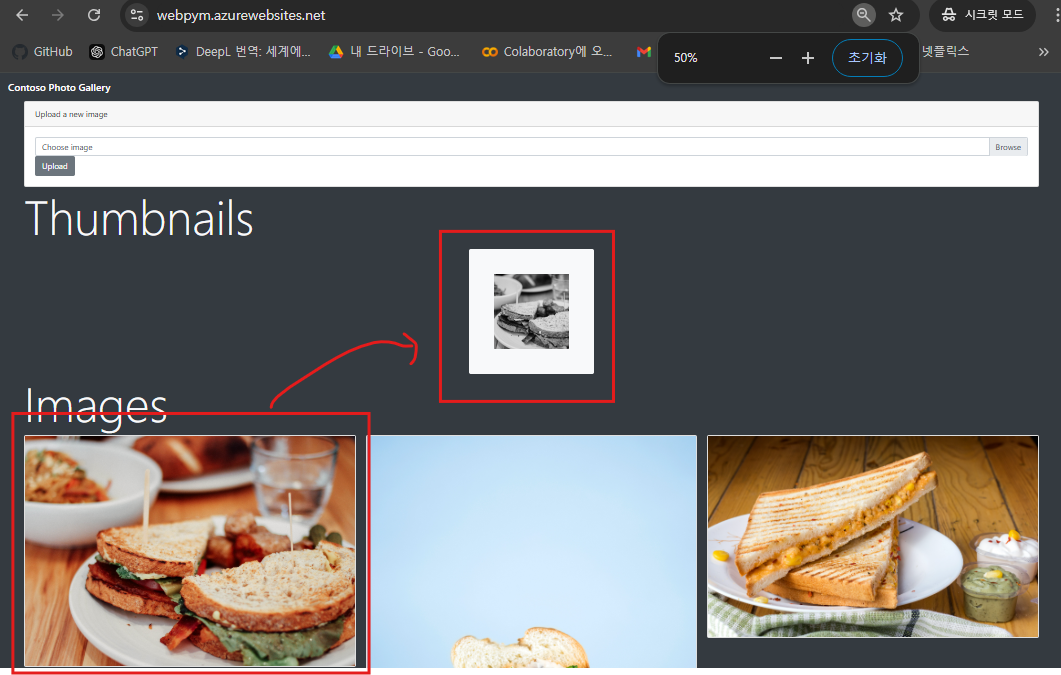 webpym.azurewebsites.net
시크릿 모드
GitHub
ChatGPT
DeepL 번역: 세계에...
내 드라이브 - Goo...
Colaboratory에 오...
넷플릭스
50%
초기화
Contoso Photo Gallery
Upload a new image
Choose image
Browse
Upload
Thumbnails
Images